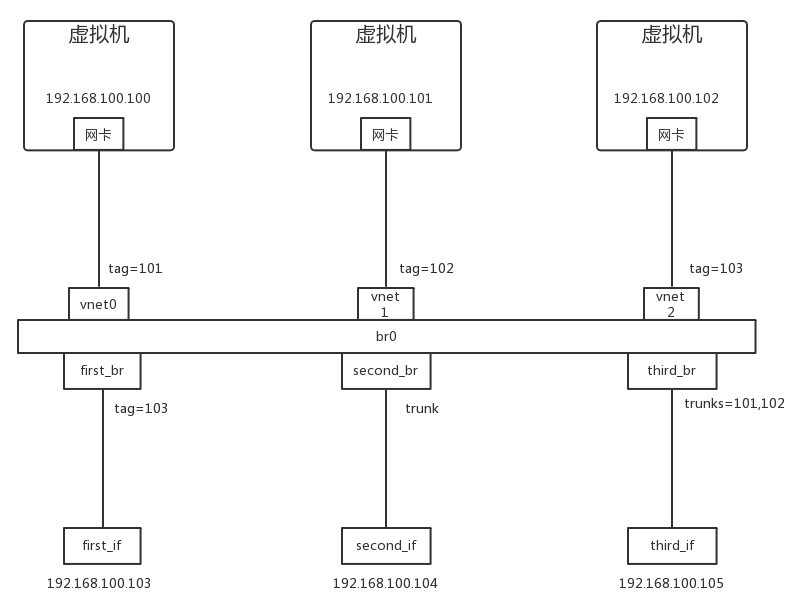 虚拟机
虚拟机
虚拟机
192.168.100.100
192.168.100.101
192.168.100.102
网卡
网卡
网卡
tag=101
tag=102
tag=103
vnet0
vnet
1
vnet
2
br0
first_br
second_br
third_br
tag=103
trunk
trunks=101,102
first_if
second_if
third_if
192.168.100.103
192.168.100.104
192.168.100.105